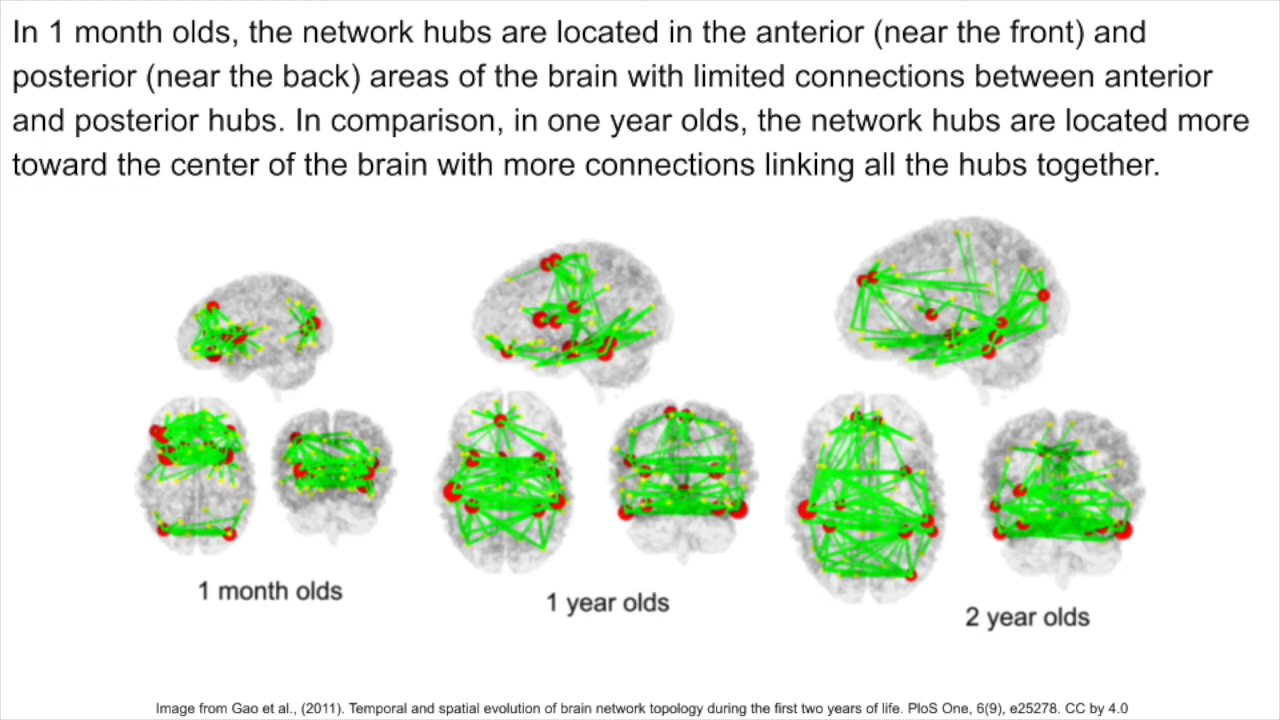 In 1 month olds, the network hubs are located in the anterior (near the front) and
posterior (near the back) areas of the brain with limited connections between anterior
and posterior hubs. In comparison, in one year olds, the network hubs are located more
toward the center of the brain with more connections linking all the hubs together.
1 month olds
1 year olds
2 year olds
Image from Gao et al., (2011). Temporal and spatial evolution of brain network topology during the first two years of life. PloS One, 6(9), e25278. CC by 4.0